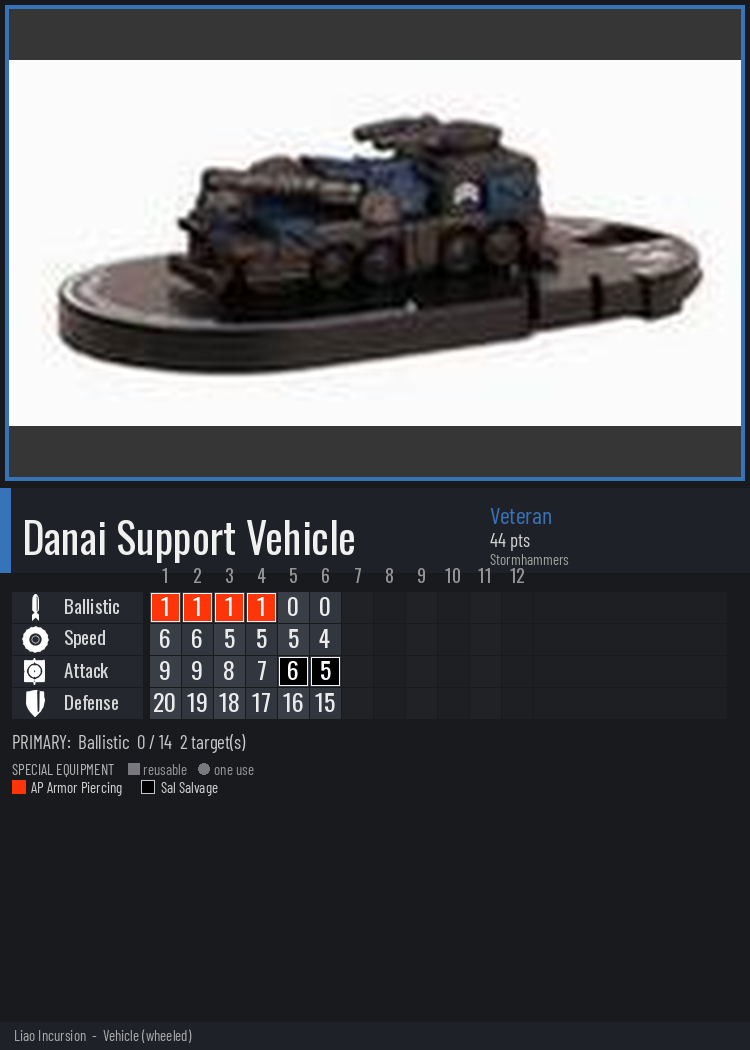 Danai Support Vehicle
Veteran
44 pts
Stormhammers
1 2 3 4 5 6 7 8 9 10 11 12
Ballistic 1 1 1 1 0 0
Speed 6 6 5 5 5 4
Attack 9 9 8 7 6 5
Defense 20 19 18 17 16 15
PRIMARY: Ballistic 0 / 14 2 target(s)
SPECIAL EQUIPMENT reusable one use
AP Armor Piercing Sal Salvage
Liao Incursion - Vehicle (wheeled)